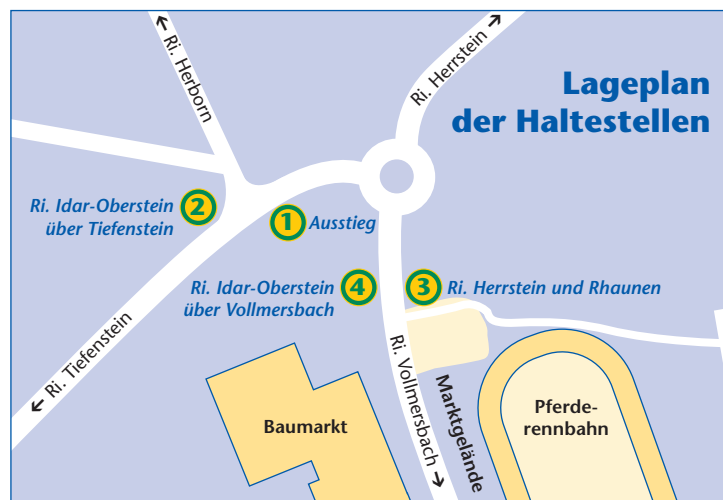 ← Ri. Herborn
Ri. Herrstein →
Lageplan
der Haltestellen
Ri. Idar-Oberstein
über Tiefenstein
2
1
Ausstieg
Ri. Idar-Oberstein
über Vollmersbach
4
3
Ri. Herrstein und Rhaunen
← Ri. Tiefenstein
Ri. Vollmersbach →
Marktgelände
Baumarkt
Pferde-
rennbahn